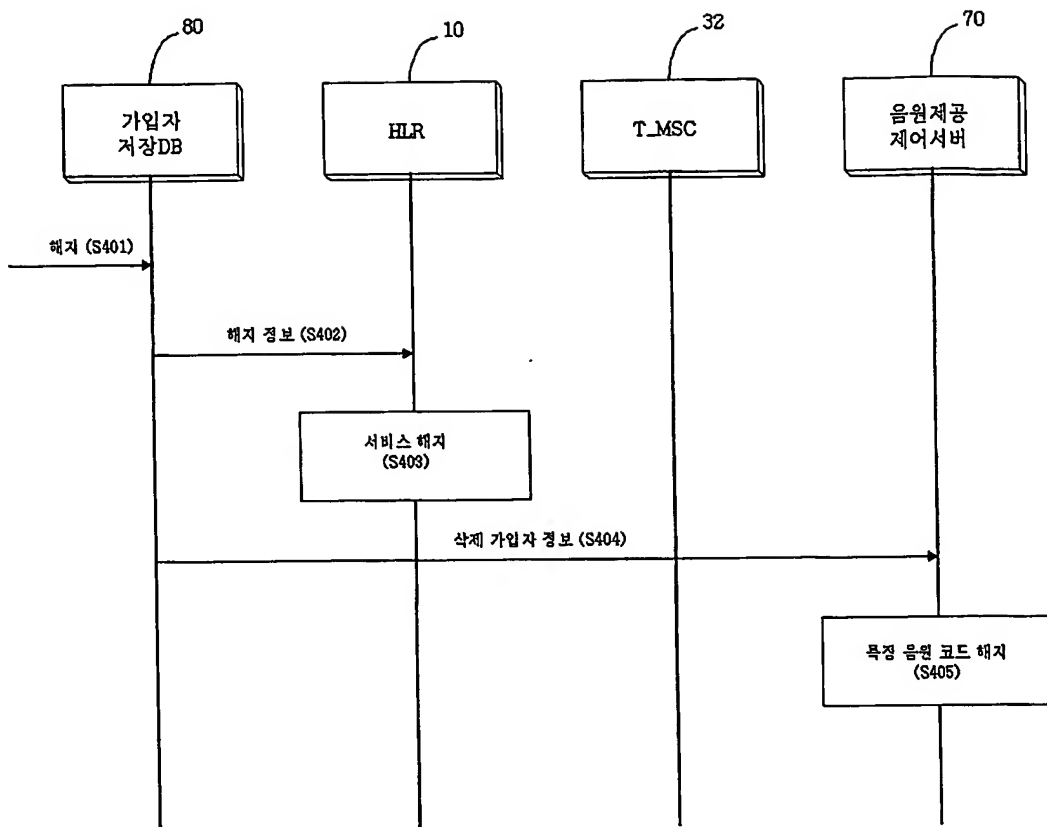 80
10
32
70
가입자
저장DB
HLR
T_MSC
음원제공
제어서버
해지 (S401)
해지 정보 (S402)
서비스 해지
(S403)
삭제 가입자 정보 (S404)
특정 음원 코드 해지
(S405)